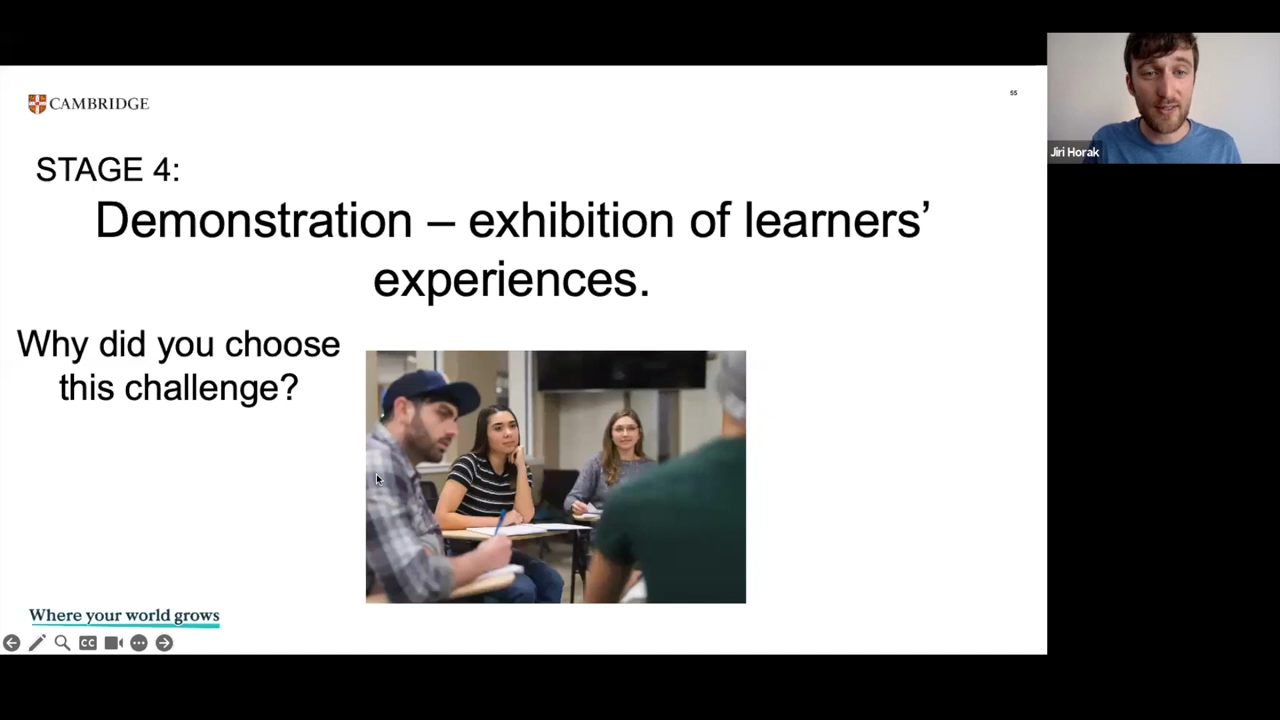 CAMBRIDGE
55
STAGE 4:
Demonstration – exhibition of learners’
experiences.
Why did you choose
this challenge?
Where your world grows
CC
Jiri Horak